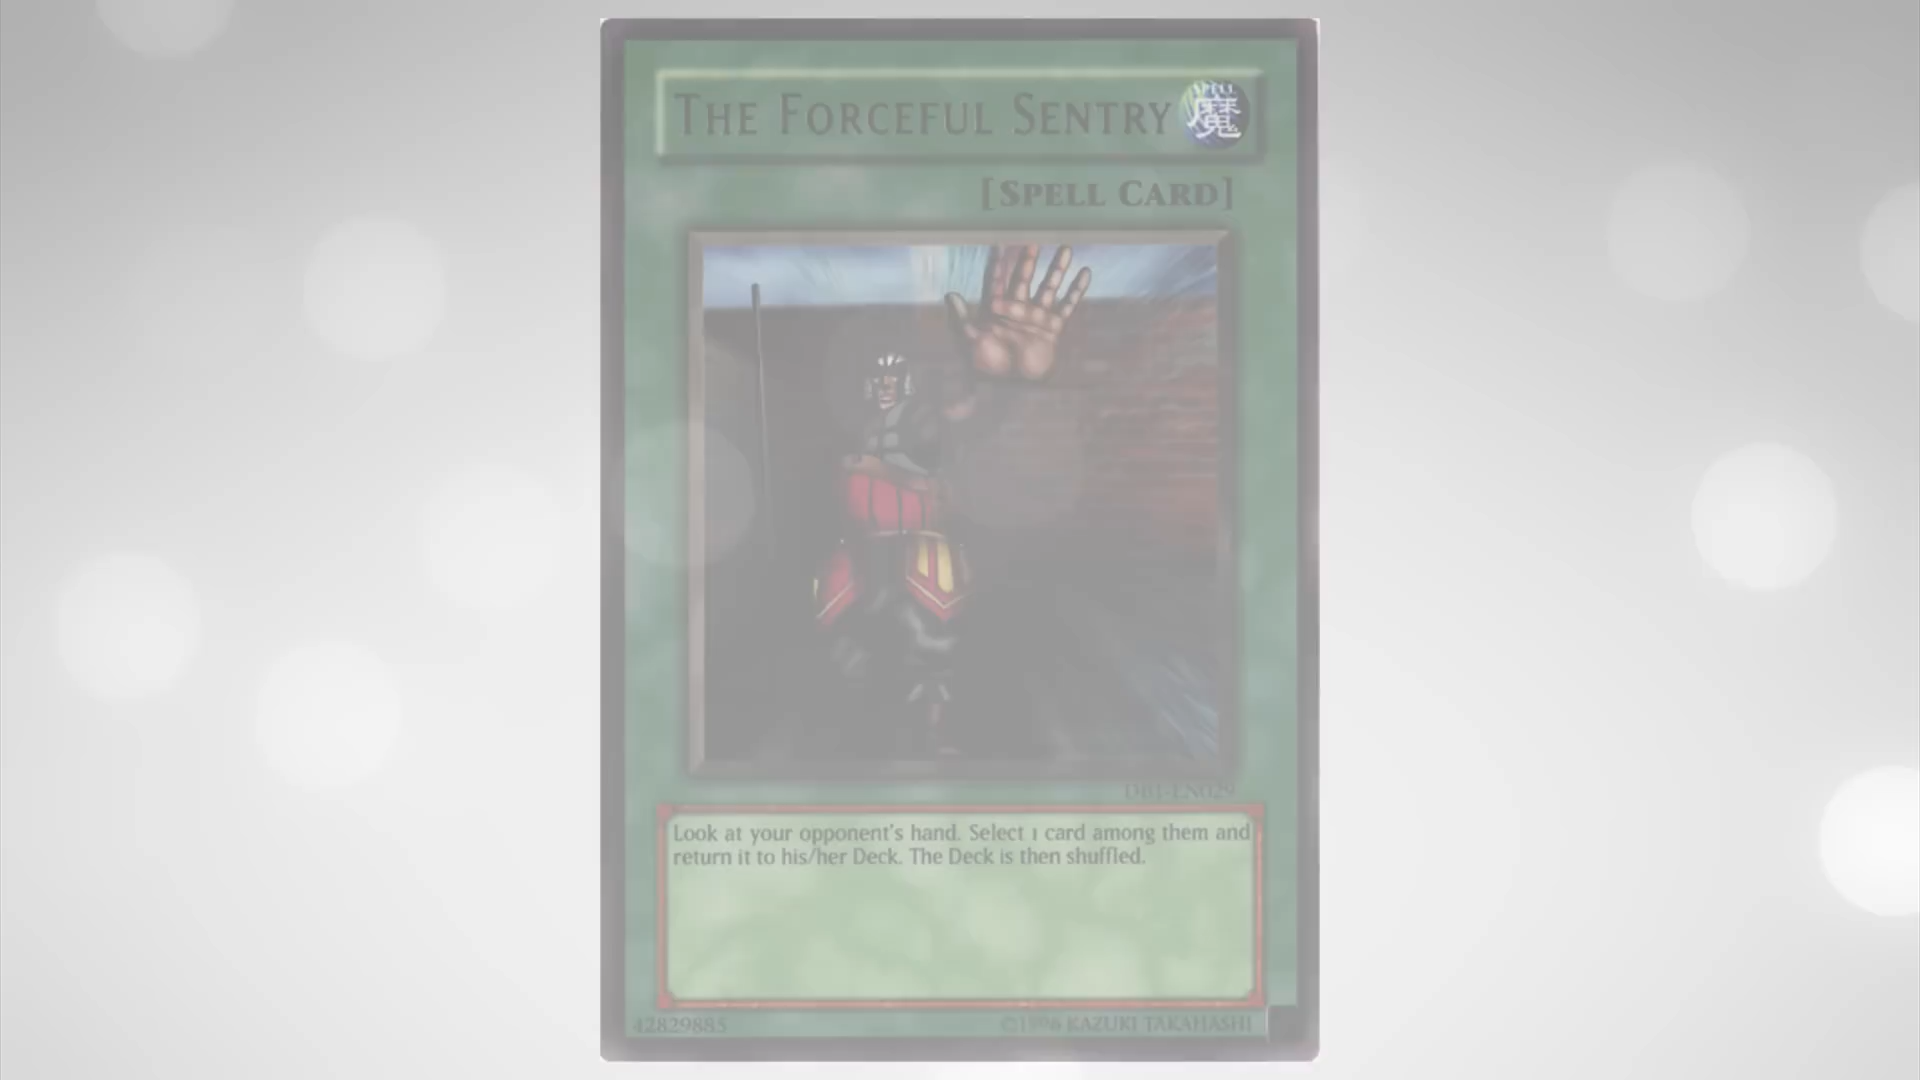 THE FORCEFUL SENTRY
SPELL
魔
[SPELL CARD]
DB1-EN029
Look at your opponent's hand. Select 1 card among them and
return it to his/her Deck. The Deck is then shuffled.
42829885
©1996 KAZUKI TAKAHASHI